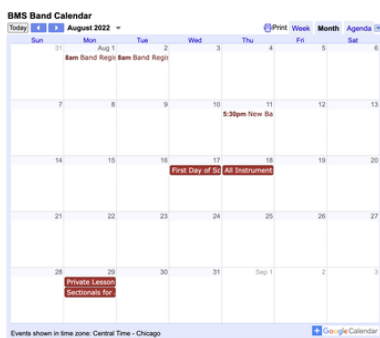 BMS Band Calendar
Today August 2022 Print Week Month Agenda
Sun Mon Tue Wed Thu Fri Sat
31 Aug 1 2 3 4 5 6
8am Band Regis 8am Band Regis
7 8 9 10 11 12 13
5:30pm New Ba
14 15 16 17 18 19 20
First Day of Sc All Instrument
21 22 23 24 25 26 27
28 29 30 31 Sep 1 2 3
Private Lesson
Sectionals for
Events shown in time zone: Central Time - Chicago
Google Calendar